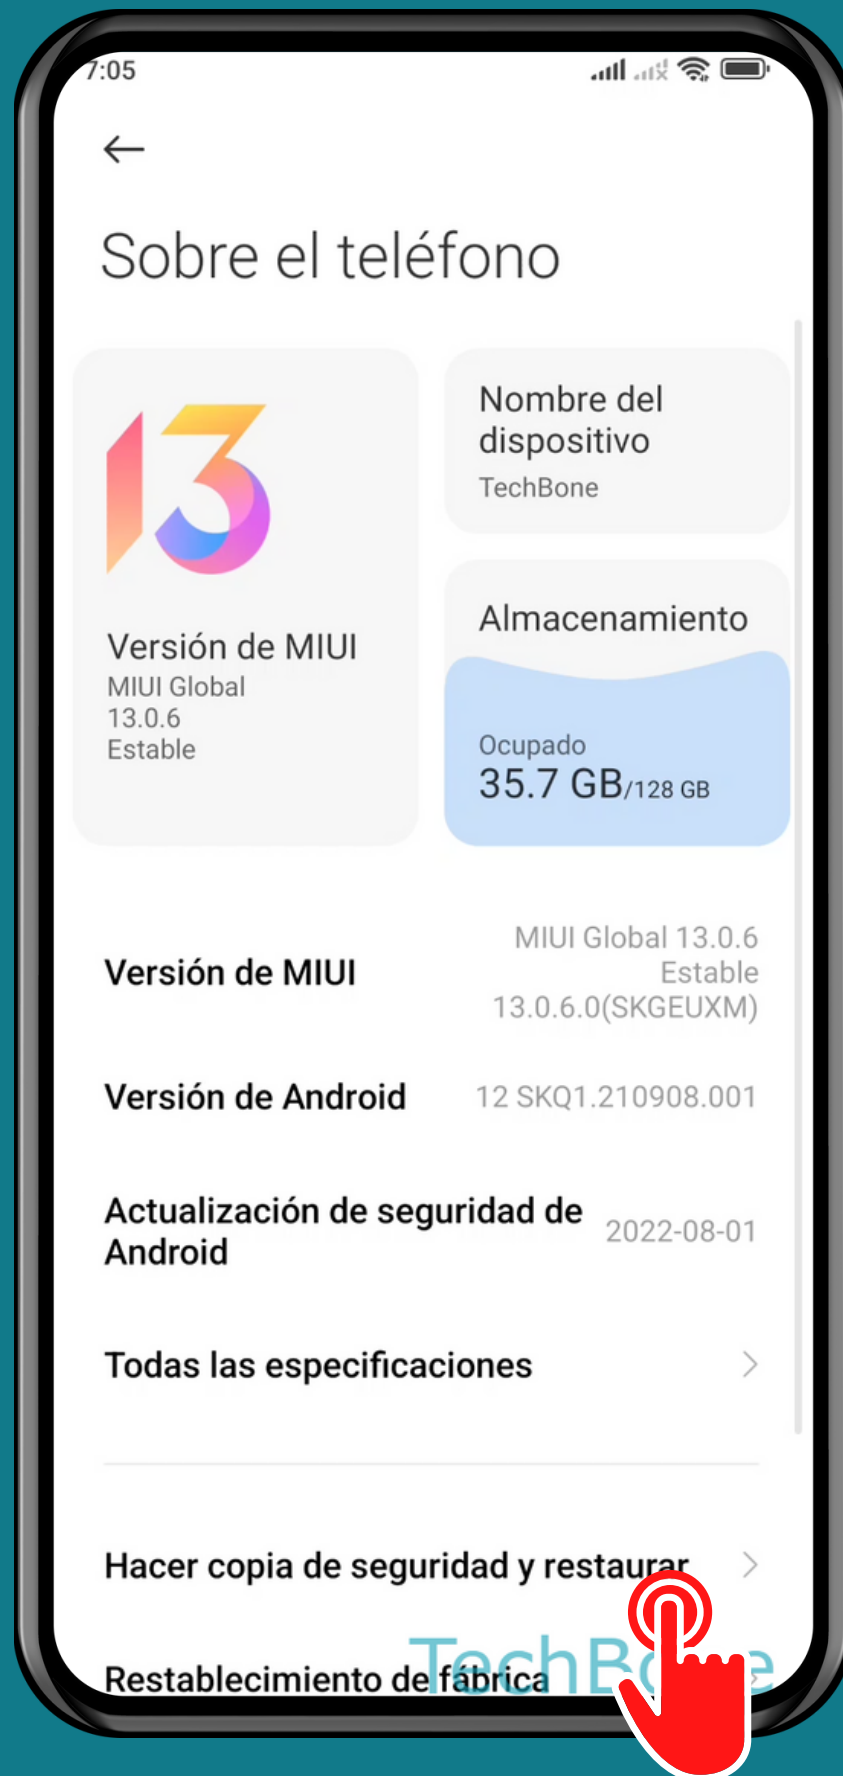 7:05
Sobre el teléfono
13
Versión de MIUI
MIUI Global
13.0.6
Estable
Nombre del
dispositivo
TechBone
Almacenamiento
Ocupado
35.7 GB/128 GB
Versión de MIUI
MIUI Global 13.0.6
Estable
13.0.6.0(SKGEUXM)
Versión de Android
12 SKQ1.210908.001
Actualización de seguridad de
Android
2022-08-01
Todas las especificaciones
Hacer copia de seguridad y restaurar
Restablecimiento de fábrica
TechBone